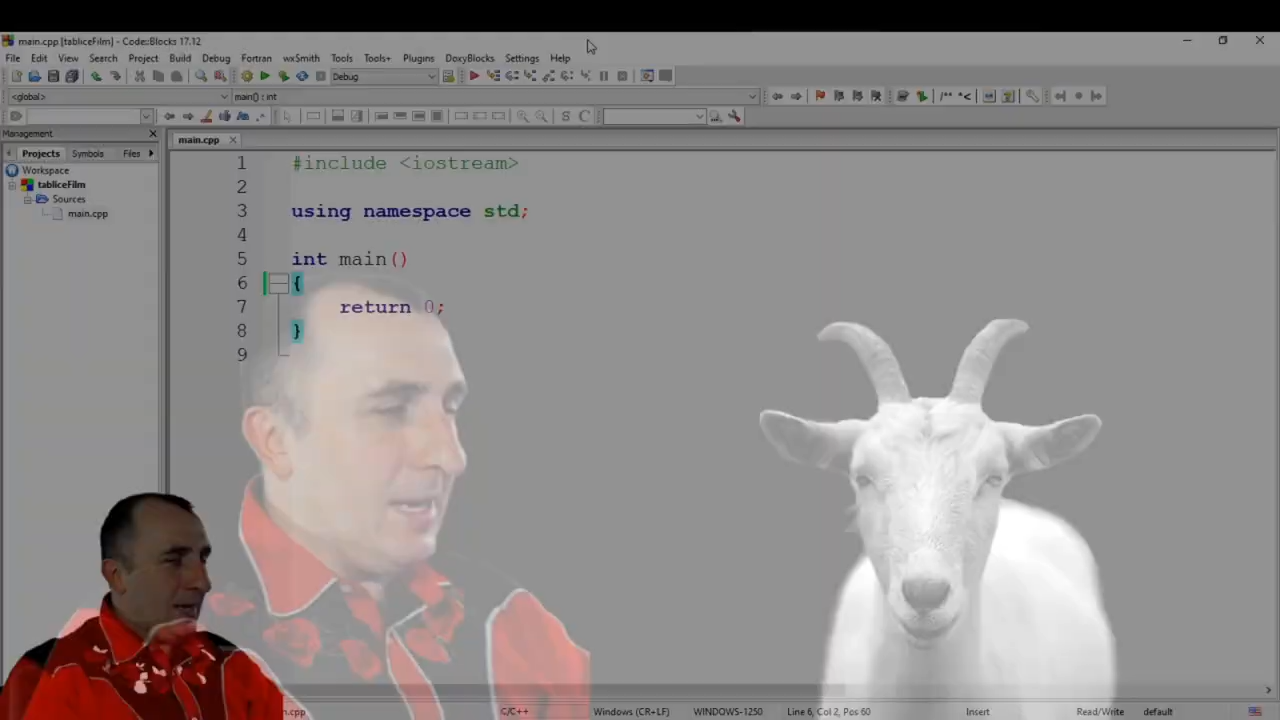 main.cpp [tabliceFilm] - Code::Blocks 17.12
File Edit View Search Project Build Debug Fortran wxSmith Tools Tools+ Plugins DoxyBlocks Settings Help
Debug
<global> main() : int
/** *<
S C
Management
main.cpp
Projects Symbols Files
Workspace
tabliceFilm
Sources
main.cpp
1 #include <iostream>
2
3 using namespace std;
4
5 int main()
6 {
7 return 0;
8 }
9
C/C++ Windows (CR+LF) WINDOWS-1250 Line 6, Col 2, Pos 60 Insert Read/Write default